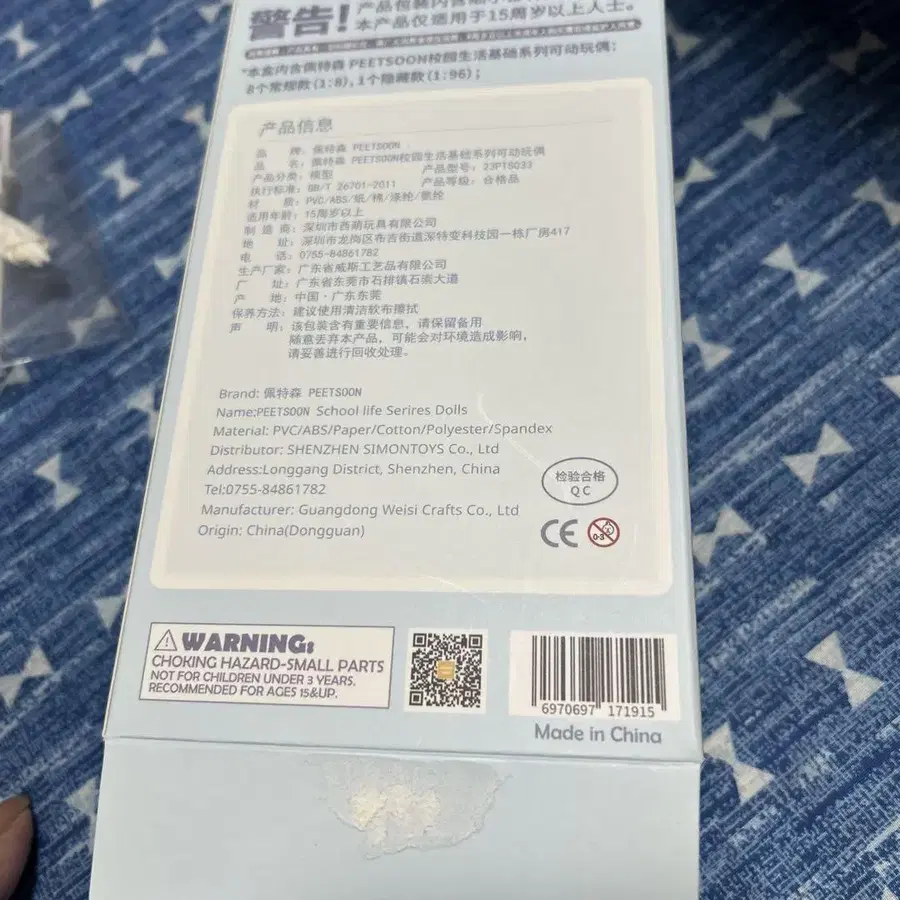 警告!
产品包装内含
本产品仅适用于15周岁以上人士。
*本盒内含佩特森 PEETSOON校园生活基础系列可动玩偶:
8个常规款(1:8),1个隐藏款(1:96);
产品信息
品 牌: 佩特森 PEETSOON
品 名: 佩特森 PEETSOON校园生活基础系列可动玩偶
产品分类: 模型 产品型号: 23PTS033
执行标准: GB/T 26701-2011 产品等级: 合格品
材 质: PVC/ABS/纸/棉/涤纶/氨纶
适用年龄: 15周岁以上
制 造 商: 深圳市西萌玩具有限公司
地 址: 深圳市龙岗区布吉街道深特变科技园一栋厂房417
电 话: 0755-84861782
生产厂家: 广东省威斯工艺品有限公司
厂 址: 广东省东莞市石排镇石崇大道
产 地: 中国·广东东莞
保养方法: 建议使用清洁软布擦拭
声 明: 该包装含有重要信息, 请保留备用
随意丢弃本产品, 可能会对环境造成影响,
请妥善进行回收处理。
Brand: 佩特森 PEETSOON
Name:PEETSOON School life Serires Dolls
Material: PVC/ABS/Paper/Cotton/Polyester/Spandex
Distributor: SHENZHEN SIMONTOYS Co., Ltd
Address:Longgang District, Shenzhen, China
Tel:0755-84861782
Manufacturer: Guangdong Weisi Crafts Co., Ltd
Origin: China(Dongguan)
检验合格
QC
CE
0-3
WARNING:
CHOKING HAZARD-SMALL PARTS
NOT FOR CHILDREN UNDER 3 YEARS.
RECOMMENDED FOR AGES 15&UP.
6970697 171915
Made in China